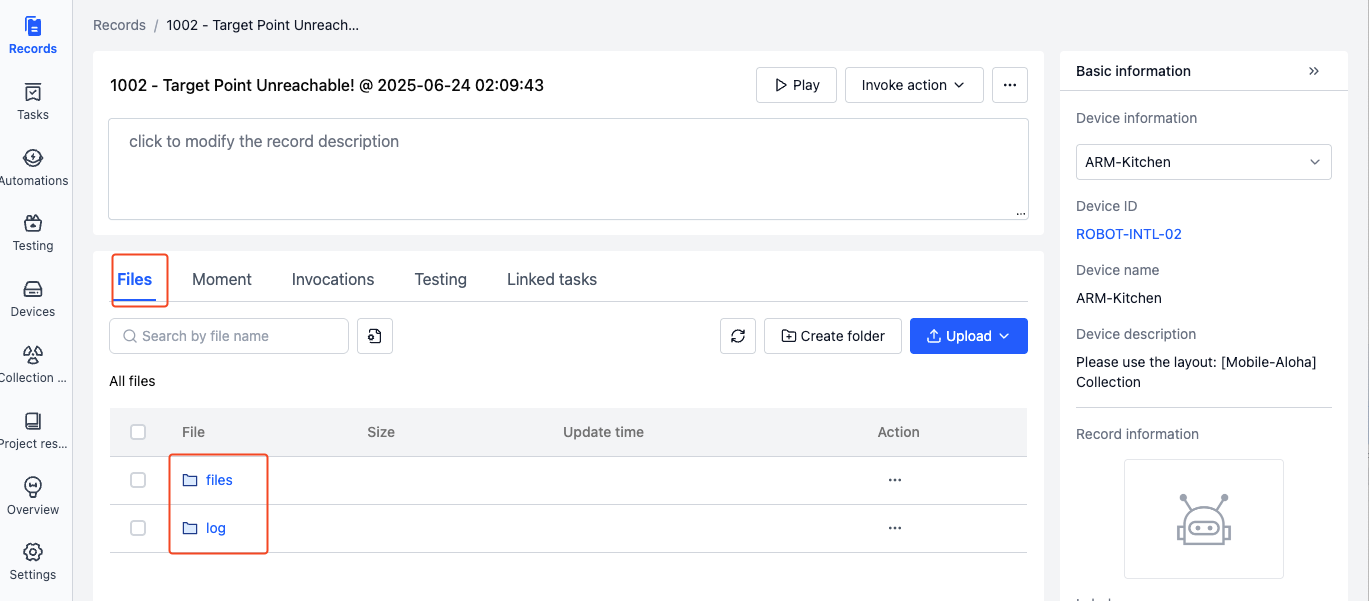 Records
Tasks
Automations
Testing
Devices
Collection ...
Project res...
Overview
Settings
Records / 1002 - Target Point Unreach...
1002 - Target Point Unreachable! @ 2025-06-24 02:09:43
Play
Invoke action
...
click to modify the record description
...
Files Moment Invocations Testing Linked tasks
Search by file name
Create folder
Upload
All files
File Size Update time Action
files ...
log ...
Basic information
Device information
ARM-Kitchen
Device ID
ROBOT-INTL-02
Device name
ARM-Kitchen
Device description
Please use the layout: [Mobile-Aloha]
Collection
Record information